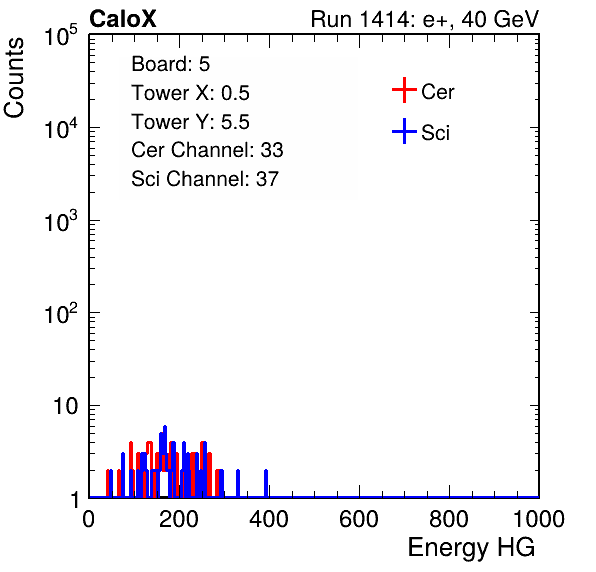 CaloX Run 1414: e+, 40 GeV
Counts
Board: 5
Tower X: 0.5
Tower Y: 5.5
Cer Channel: 33
Sci Channel: 37
Cer
Sci
10^5
10^4
10^3
10^2
10
1
0 200 400 600 800 1000
Energy HG